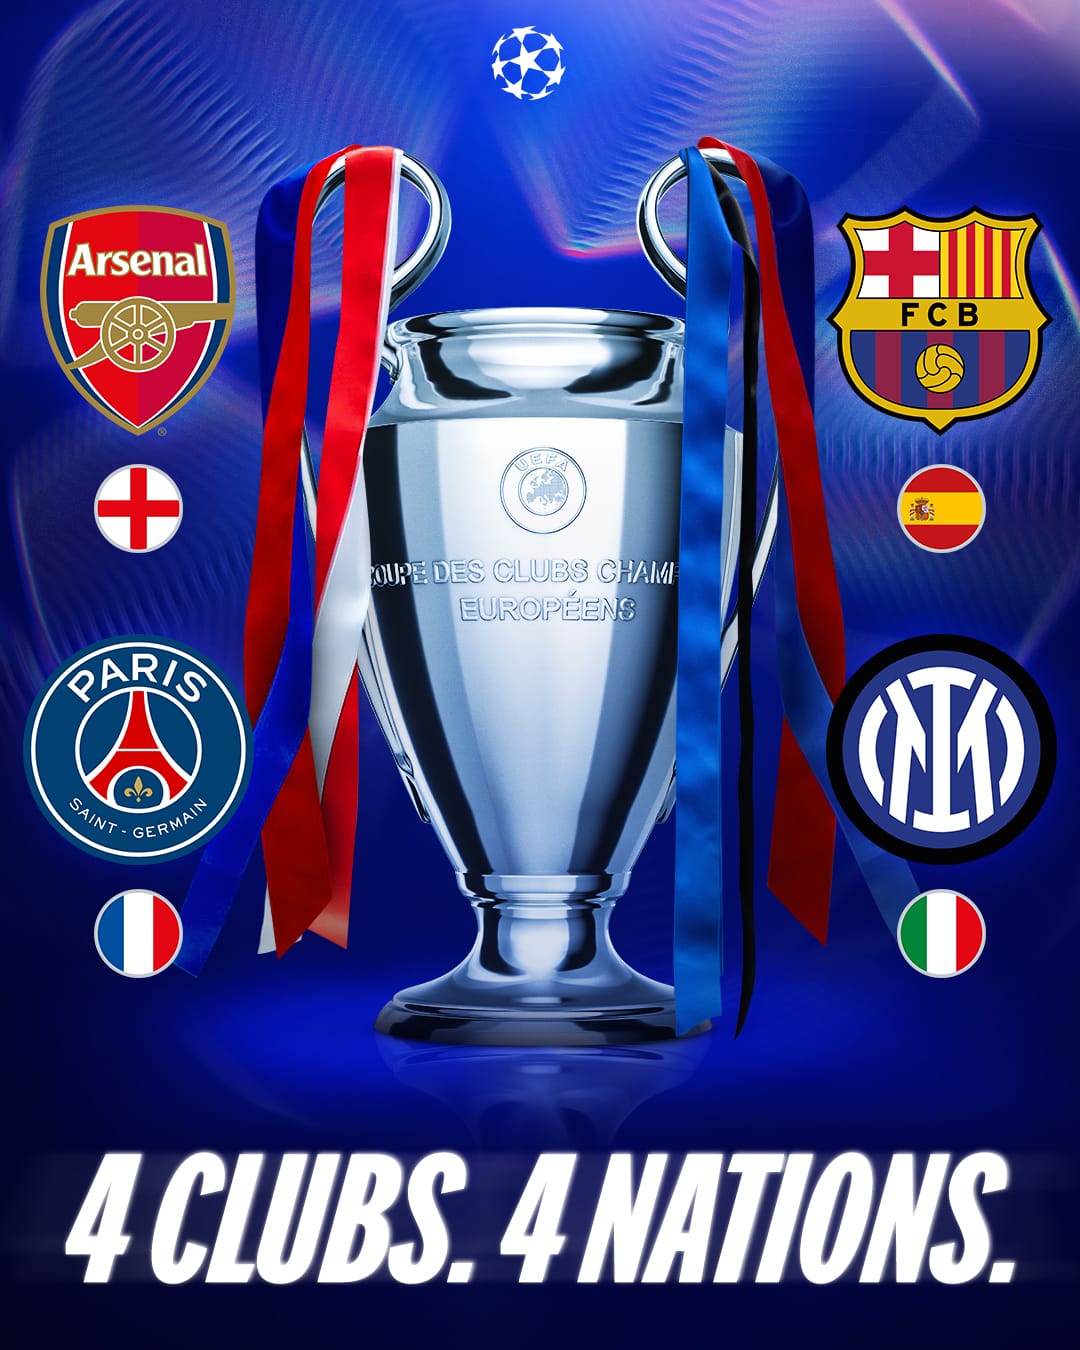 Arsenal
®
FCB
UEFA
COUPE DES CLUBS CHAMP
EUROPÉENS
PARIS
SAINT-GERMAIN
4 CLUBS. 4 NATIONS.